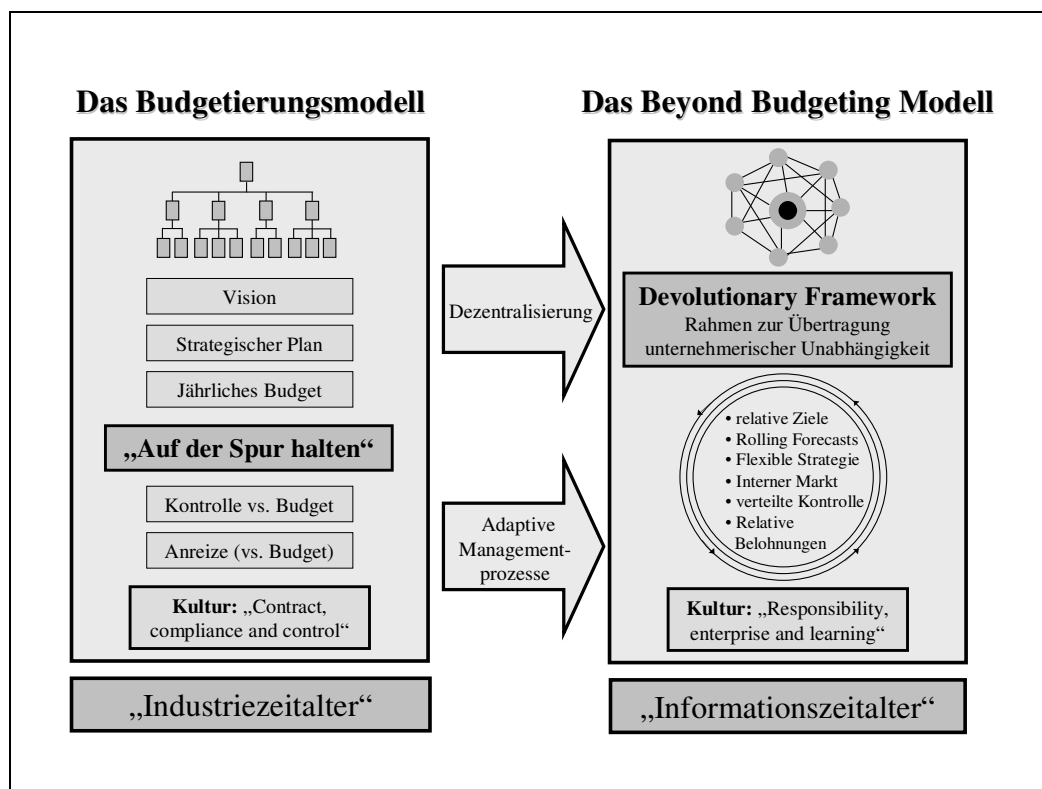 Das Budgetierungsmodell
Vision
Strategischer Plan
Jährliches Budget
„Auf der Spur halten“
Kontrolle vs. Budget
Anreize (vs. Budget)
Kultur: „Contract,
compliance and control“
„Industriezeitalter“
Dezentralisierung
Adaptive
Management-
prozesse
Das Beyond Budgeting Modell
Devolutionary Framework
Rahmen zur Übertragung
unternehmerischer Unabhängigkeit
• relative Ziele
• Rolling Forecasts
• Flexible Strategie
• Interner Markt
• verteilte Kontrolle
• Relative
Belohnungen
Kultur: „Responsibility,
enterprise and learning“
„Informationszeitalter“